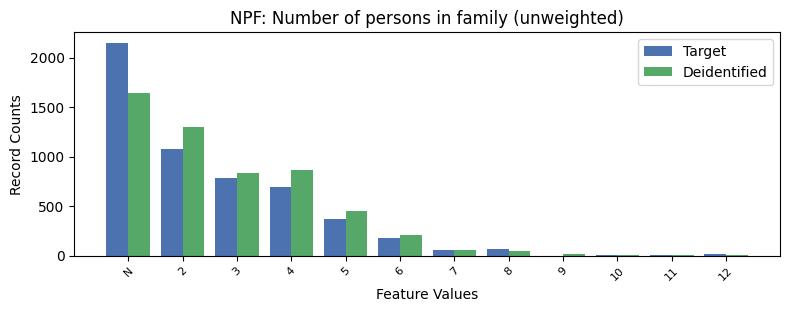 NPF: Number of persons in family (unweighted)
Target
Deidentified
Record Counts
2000
1500
1000
500
0
N 2 3 4 5 6 7 8 9 10 11 12
Feature Values